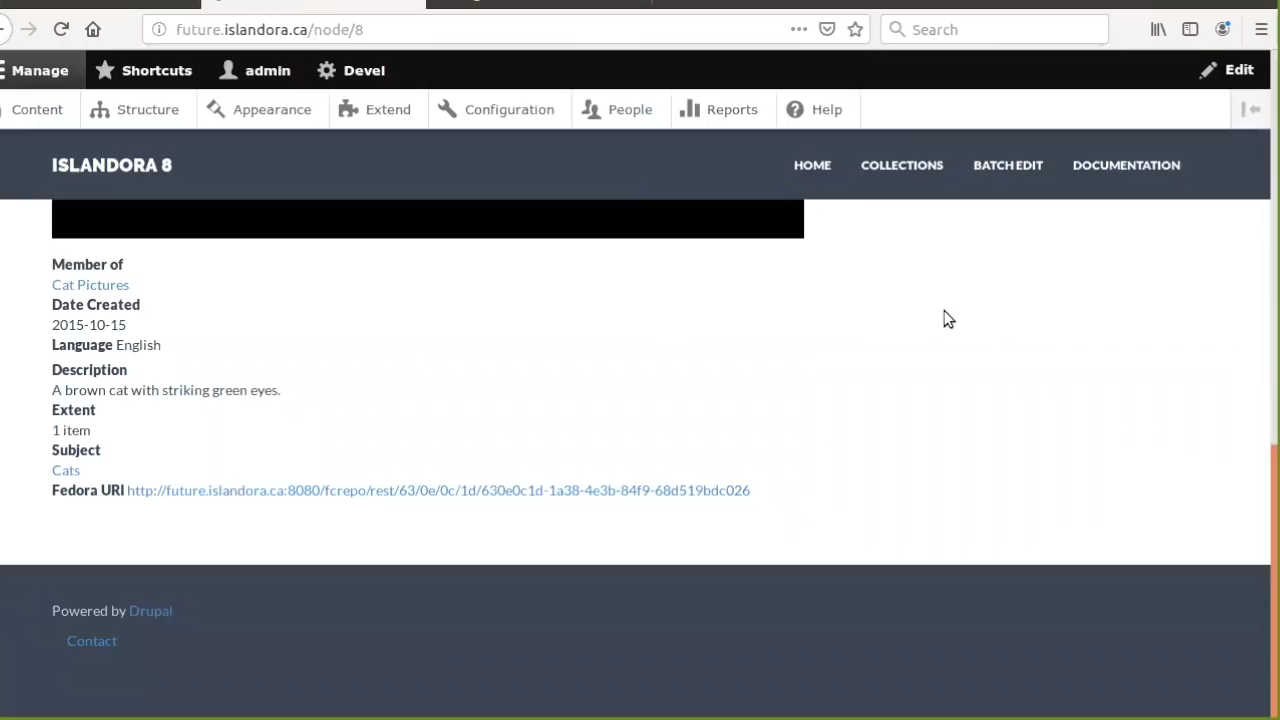 future.islandora.ca/node/8
Search
Manage Shortcuts admin Devel Edit
Content Structure Appearance Extend Configuration People Reports Help
ISLANDORA 8 HOME COLLECTIONS BATCH EDIT DOCUMENTATION
Member of
Cat Pictures
Date Created
2015-10-15
Language English
Description
A brown cat with striking green eyes.
Extent
1 item
Subject
Cats
Fedora URI http://future.islandora.ca:8080/fcrepo/rest/63/0e/0c/1d/630e0c1d-1a38-4e3b-84f9-68d519bdc026
Powered by Drupal
Contact